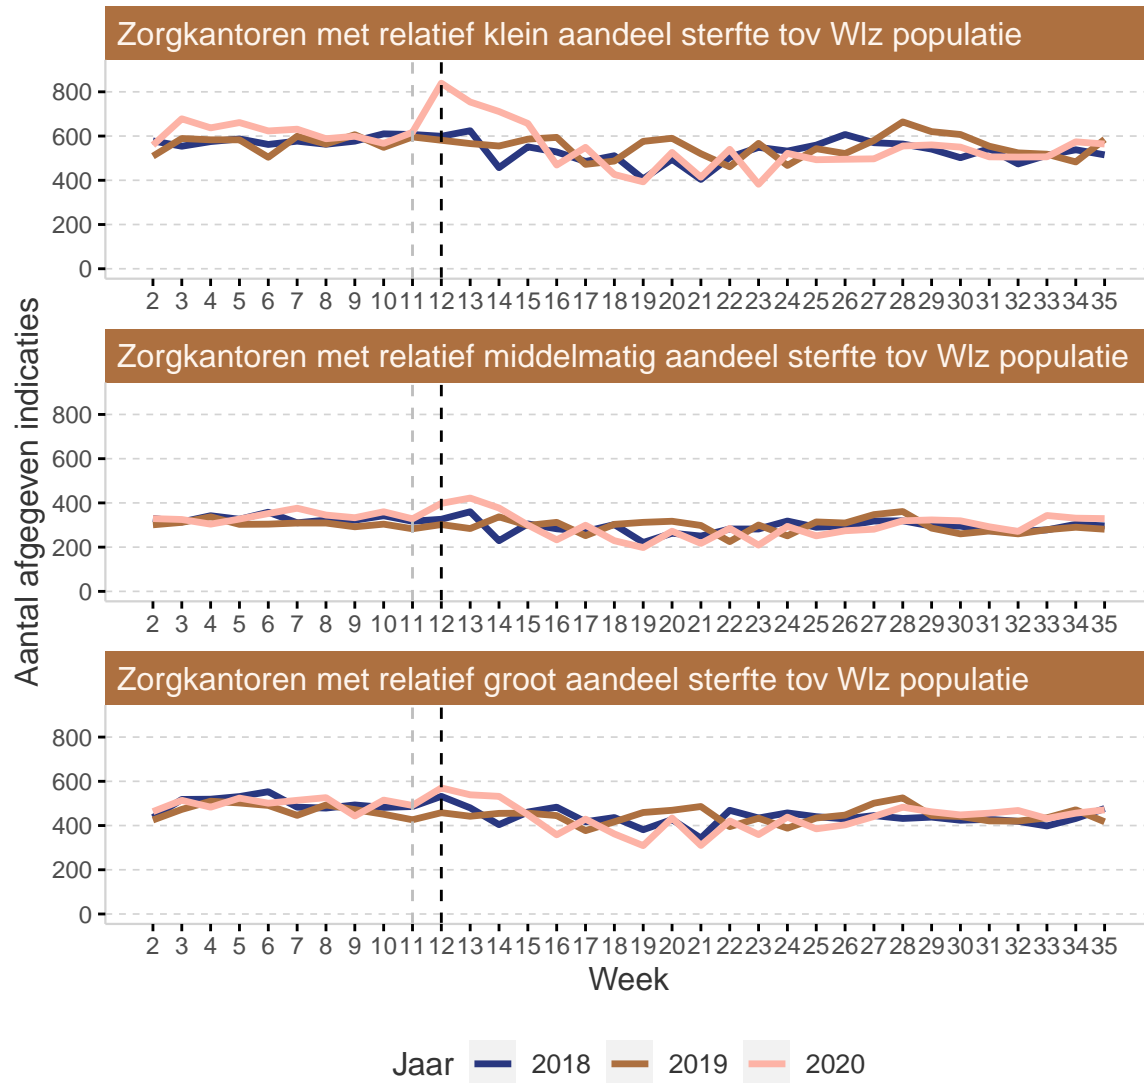 Zorgkantoren met relatief klein aandeel sterfte tov Wlz populatie
800
600
400
200
0
2 3 4 5 6 7 8 9 10 11 12 13 14 15 16 17 18 19 20 21 22 23 24 25 26 27 28 29 30 31 32 33 34 35
Zorgkantoren met relatief middelmatig aandeel sterfte tov Wlz populatie
800
600
400
200
0
2 3 4 5 6 7 8 9 10 11 12 13 14 15 16 17 18 19 20 21 22 23 24 25 26 27 28 29 30 31 32 33 34 35
Zorgkantoren met relatief groot aandeel sterfte tov Wlz populatie
800
600
400
200
0
2 3 4 5 6 7 8 9 10 11 12 13 14 15 16 17 18 19 20 21 22 23 24 25 26 27 28 29 30 31 32 33 34 35
Aantal afgegeven indicaties
Week
Jaar 2018 2019 2020